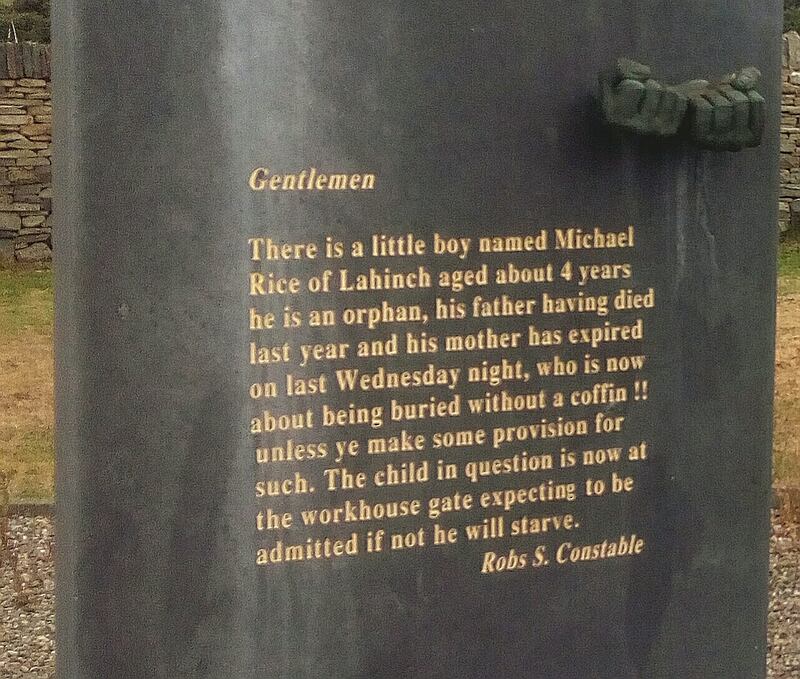 Gentlemen
There is a little boy named Michael
Rice of Lahinch aged about 4 years
he is an orphan, his father having died
last year and his mother has expired
on last Wednesday night, who is now
about being buried without a coffin !!
unless ye make some provision for
such. The child in question is now at
the workhouse gate expecting to be
admitted if not he will starve.
Robs S. Constable